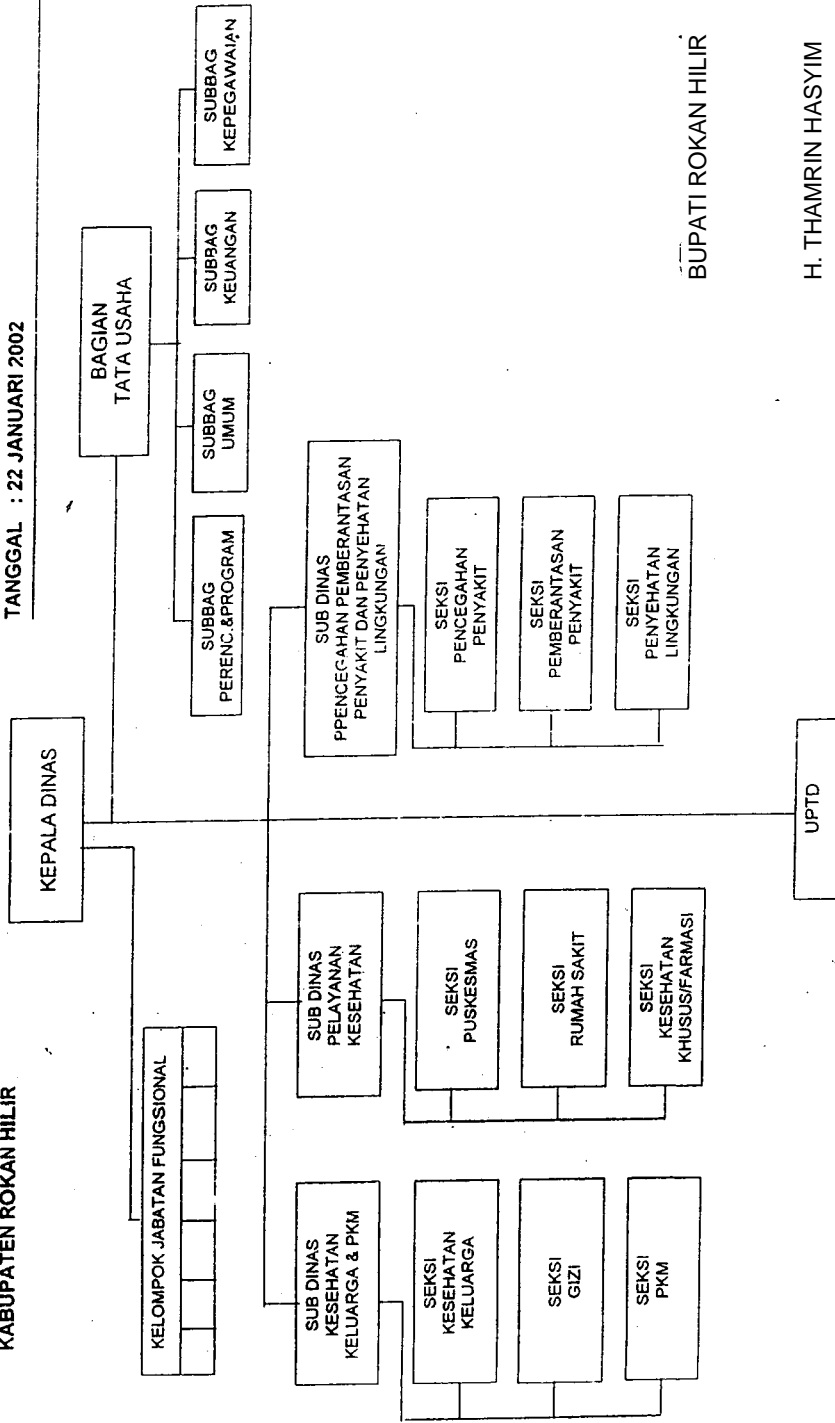 KABUPATEN ROKAN HILIR
TANGGAL : 22 JANUARI 2002
KEPALA DINAS
KELOMPOK JABATAN FUNGSIONAL
BAGIAN
TATA USAHA
SUBBAG
PERENC.&PROGRAM
SUBBAG
UMUM
SUBBAG
KEUANGAN
SUBBAG
KEPEGAWAIAN
SUB DINAS
KESEHATAN
KELUARGA & PKM
SEKSI
KESEHATAN
KELUARGA
SEKSI
GIZI
SEKSI
PKM
SUB DINAS
PELAYANAN
KESEHATAN
SEKSI
PUSKESMAS
SEKSI
RUMAH SAKIT
SEKSI
KESEHATAN
KHUSUS/FARMASI
SUB DINAS
PPENCEGAHAN PEMBERANTASAN
PENYAKIT DAN PENYEHATAN
LINGKUNGAN
SEKSI
PENCEGAHAN
PENYAKIT
SEKSI
PEMBERANTASAN
PENYAKIT
SEKSI
PENYEHATAN
LINGKUNGAN
UPTD
BUPATI ROKAN HILIR
H. THAMRIN HASYIM